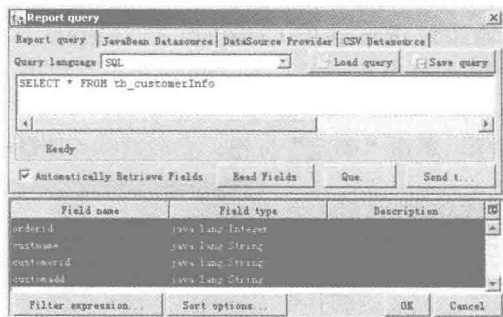 Report query
Report query JavaBean Datasource DataSource Provider CSV Datasource
Query language SQL Load query Save query
SELECT * FROM tb_customerInfo
Ready
Automatically Retrieve Fields Read Fields Que... Send t...
Field name Field type Description
orderid java.lang.Integer
custname java.lang.String
customerid java.lang.String
customadd java.lang.String
Filter expression... Sort options... OK Cancel